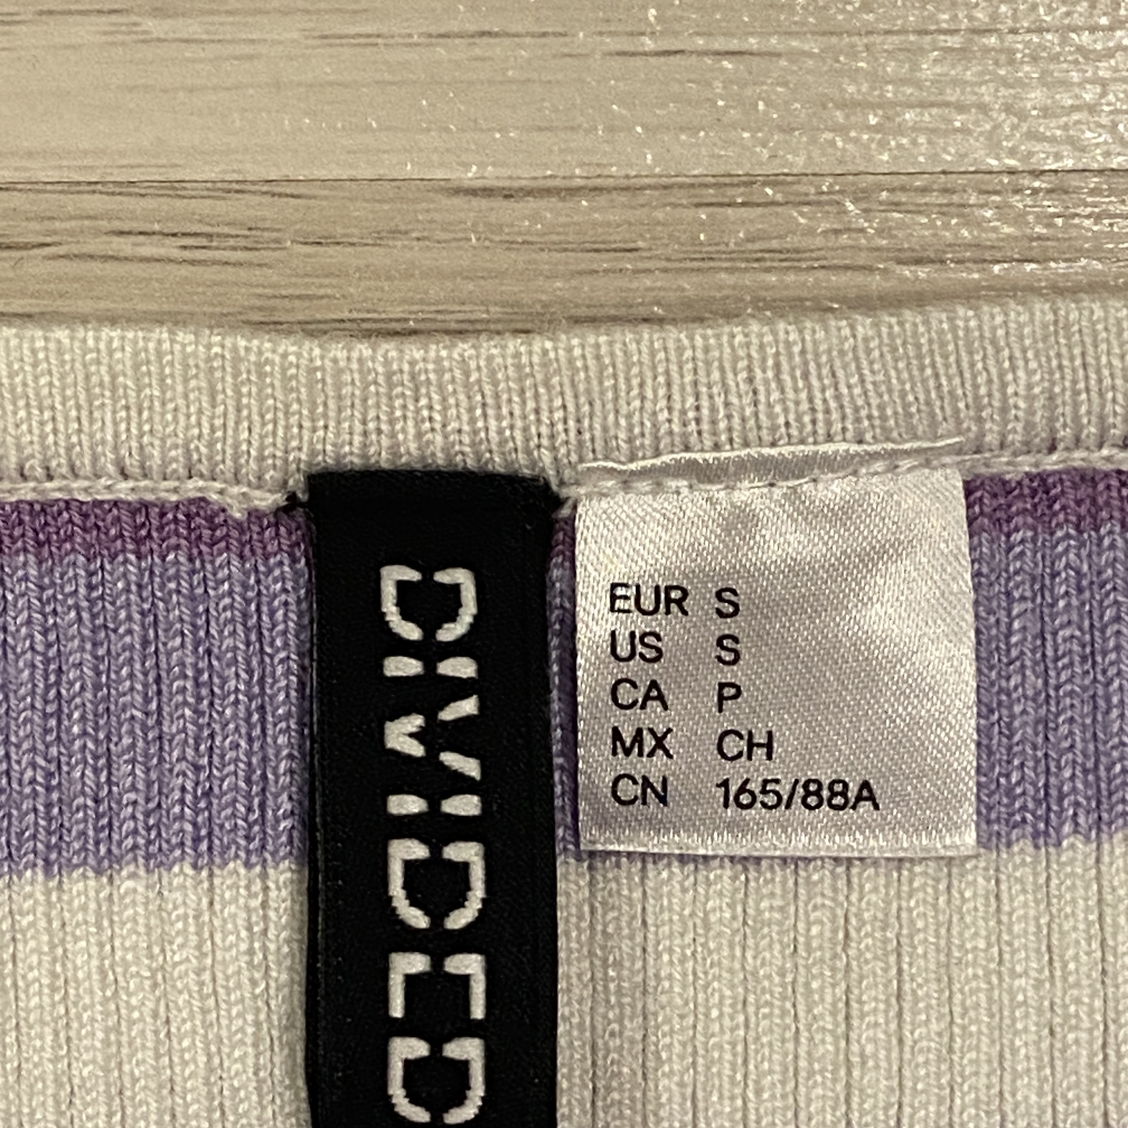 DIVIDED
EUR S
US S
CA P
MX CH
CN 165/88A